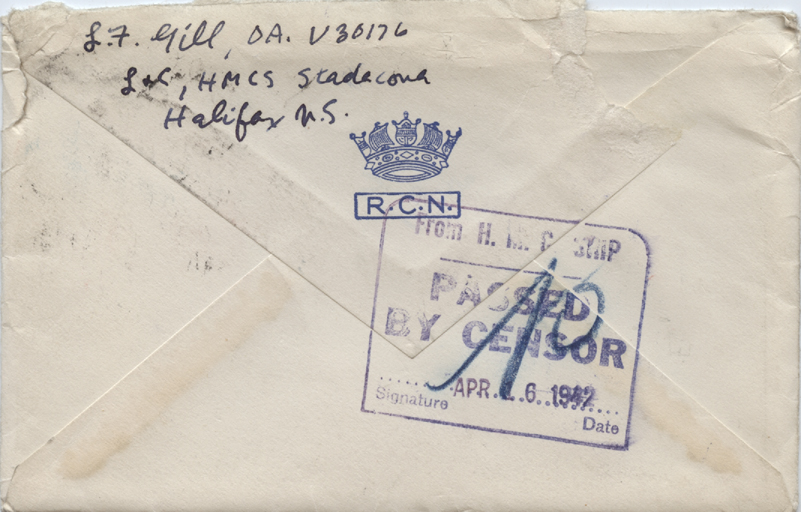 L.F. Gill, OA. V30176
L+C, HMCS Stadacona
Halifax N.S.
R.C.N.
From H. M. C. SHIP
PASSED
BY CENSOR
APR. 6 1942
Signature
Date